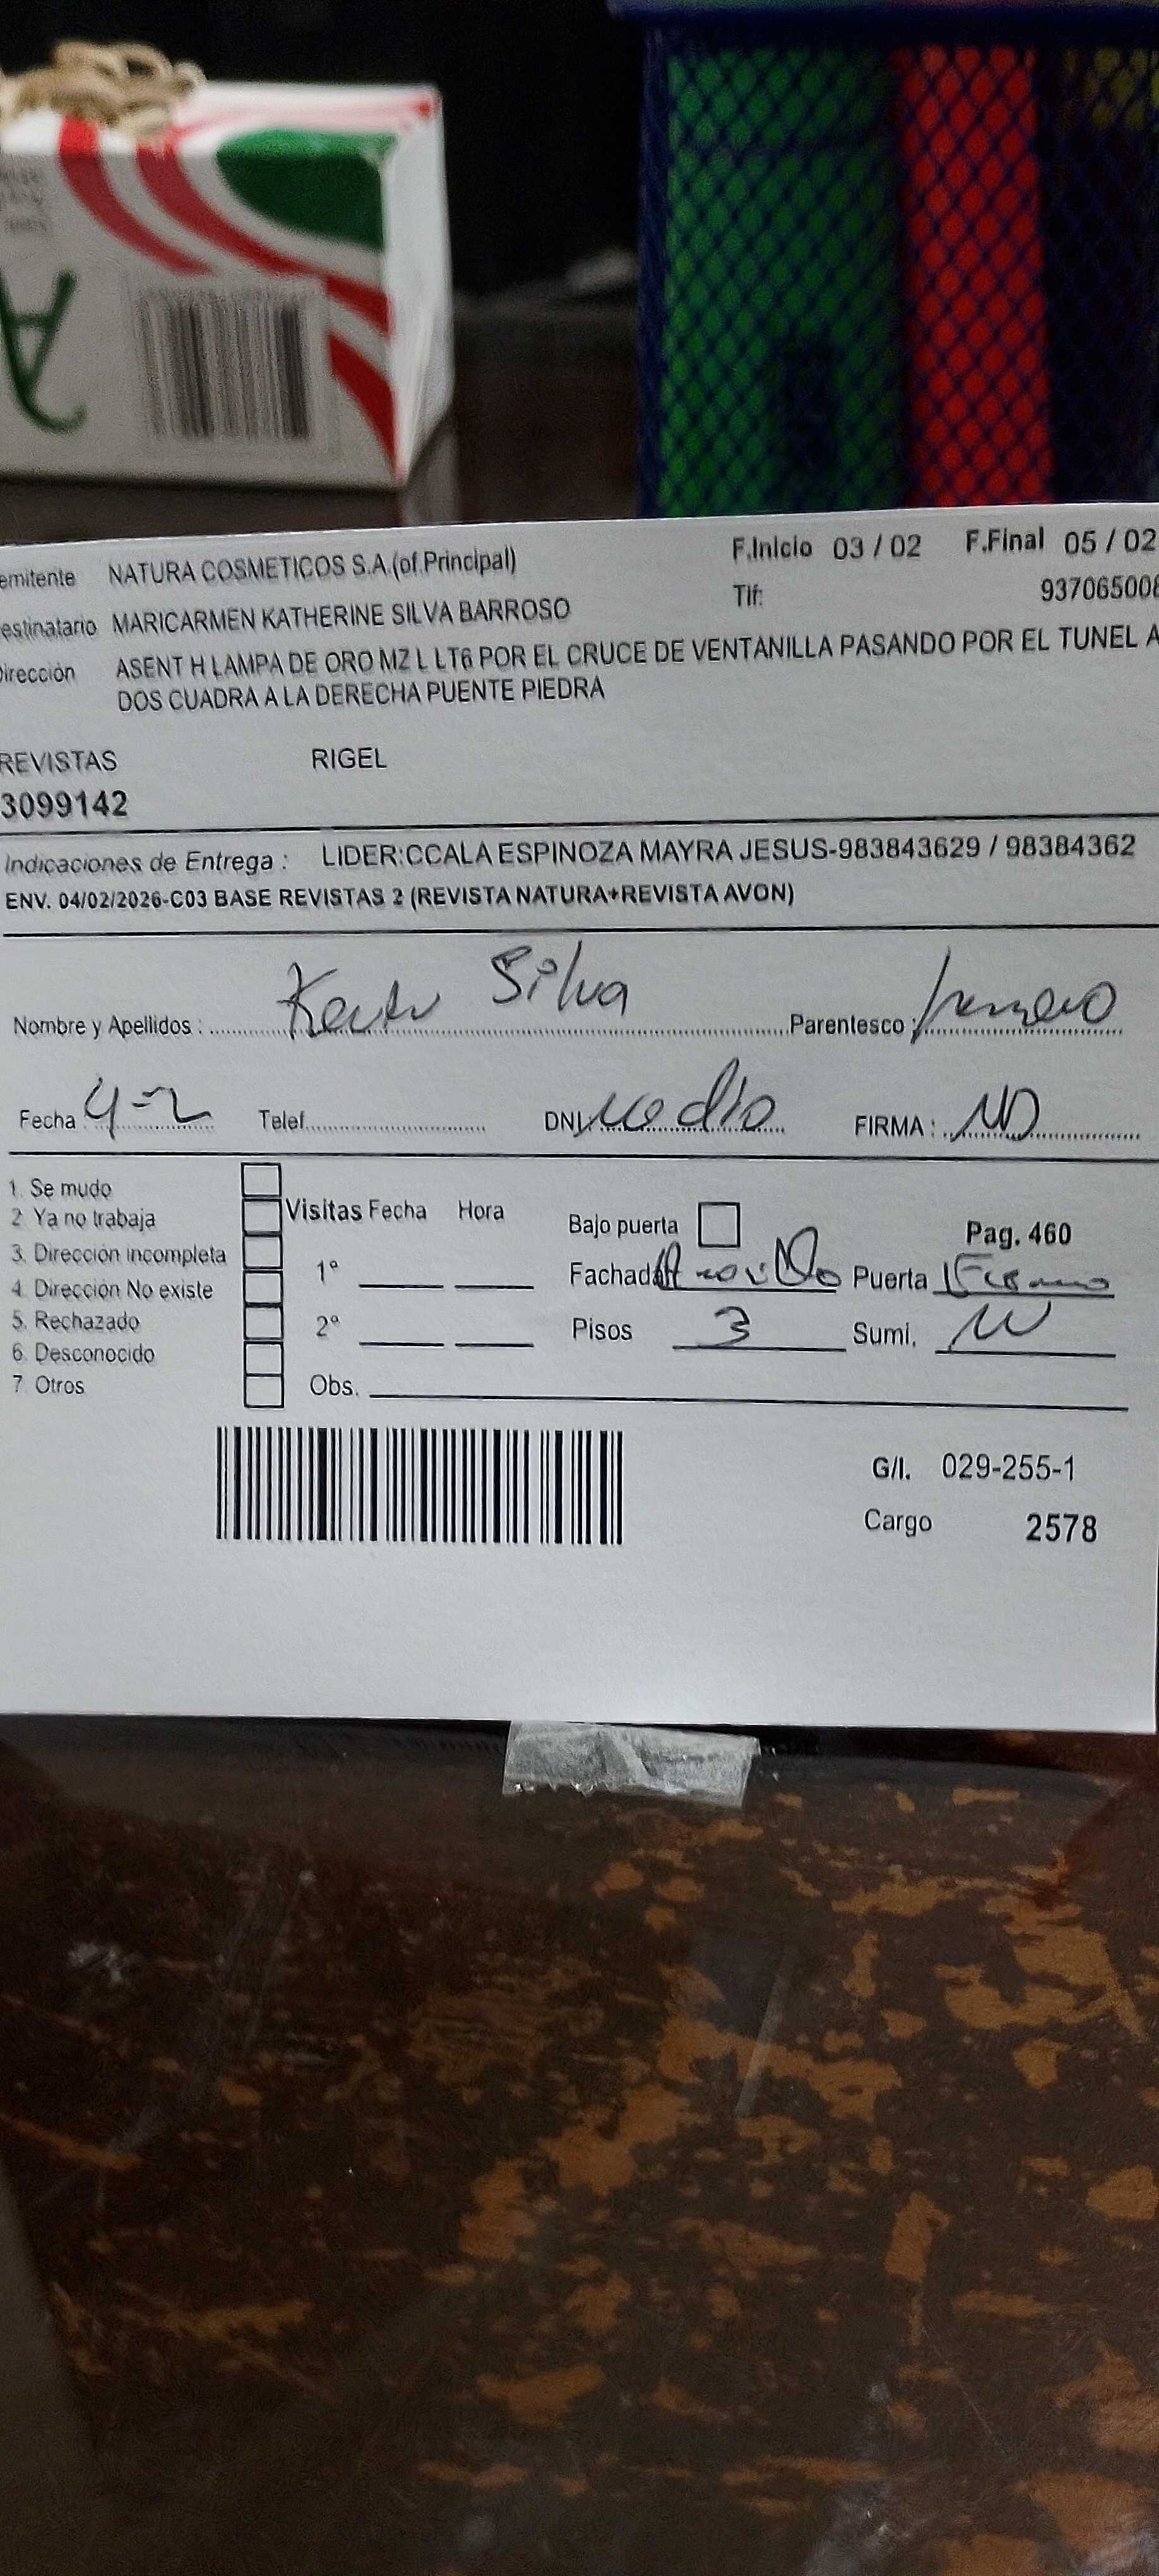 emitente NATURA COSMETICOS S.A.(of.Principal) F.Inicio 03 / 02 F.Final 05 / 02
estinatario MARICARMEN KATHERINE SILVA BARROSO Tlf: 937065008
Dirección ASENT H LAMPA DE ORO MZ L LT6 POR EL CRUCE DE VENTANILLA PASANDO POR EL TUNEL A
DOS CUADRA A LA DERECHA PUENTE PIEDRA
REVISTAS RIGEL
3099142
Indicaciones de Entrega : LIDER:CCALA ESPINOZA MAYRA JESUS-983843629 / 98384362
ENV. 04/02/2026-C03 BASE REVISTAS 2 (REVISTA NATURA+REVISTA AVON)
Nombre y Apellidos : Silva Parentesco :
Fecha 4-2 Telef. DNI. no dio FIRMA : ND
1. Se mudo
2. Ya no trabaja Visitas Fecha Hora Bajo puerta Pag. 460
3. Dirección incompleta 1° Fachada Puerta
4. Dirección No existe
5. Rechazado 2° Pisos 3 Sumi.
6. Desconocido
7. Otros Obs.
G/I. 029-255-1
Cargo 2578